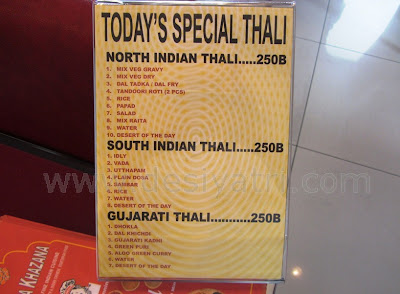 TODAY'S SPECIAL THALI
NORTH INDIAN THALI.....250B
1. MIX VEG GRAVY
2. MIX VEG DRY
3. DAL TADKA / DAL FRY
4. TANDOORI ROTI (2 PCS)
5. RICE
6. PAPAD
7. SALAD
8. MIX RAITA
9. WATER
10. DESERT OF THE DAY
SOUTH INDIAN THALI.....250B
1. IDLY
2. VADA
3. UTTHAPAM
4. PLAIN DOSA
5. SAMBAR
6. RICE
7. WATER
8. DESERT OF THE DAY
GUJARATI THALI...........250B
1. DHOKLA
2. DAL KHICHDI
3. GUJARATI KADHI
4. GREEN PURI
5. ALOO GREEN CURRY
6. WATER
7. DESERT OF THE DAY
KHAZANA